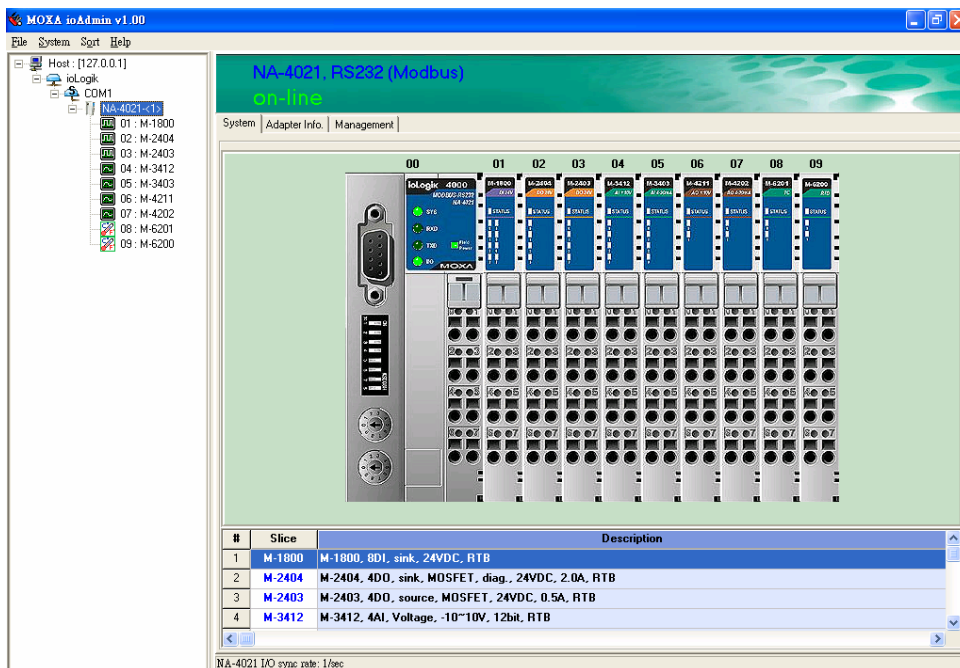 MOXA ioAdmin v1.00
File System Sort Help
Host : [127.0.0.1]
ioLogik
COM1
NA-4021-<1>
01 : M-1800
02 : M-2404
03 : M-2403
04 : M-3412
05 : M-3403
06 : M-4211
07 : M-4202
08 : M-6201
09 : M-6200
NA-4021, RS232 (Modbus)
on-line
System Adapter Info. Management
00 01 02 03 04 05 06 07 08 09
ioLogik 4000
MODBUS-RS232
NA-4021
SYS
RXD
TXD
Field Power
I/O
MOXA
M-1800 M-2404 M-2403 M-3412 M-3403 M-4211 M-4202 M-6201 M-6200
STATUS STATUS STATUS STATUS STATUS STATUS STATUS STATUS STATUS
# Slice Description
1 M-1800 M-1800, 8DI, sink, 24VDC, RTB
2 M-2404 M-2404, 4DO, sink, MOSFET, diag., 24VDC, 2.0A, RTB
3 M-2403 M-2403, 4DO, source, MOSFET, 24VDC, 0.5A, RTB
4 M-3412 M-3412, 4AI, Voltage, -10~10V, 12bit, RTB
NA-4021 I/O sync rate: 1/sec